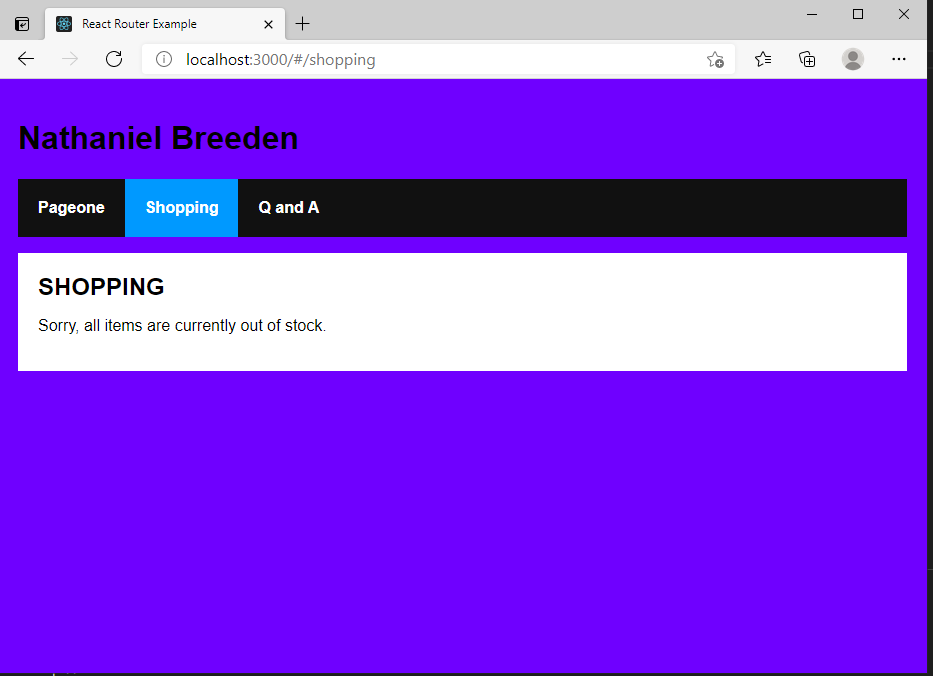 React Router Example
localhost:3000/#/shopping
Nathaniel Breeden
Pageone Shopping Q and A
SHOPPING
Sorry, all items are currently out of stock.